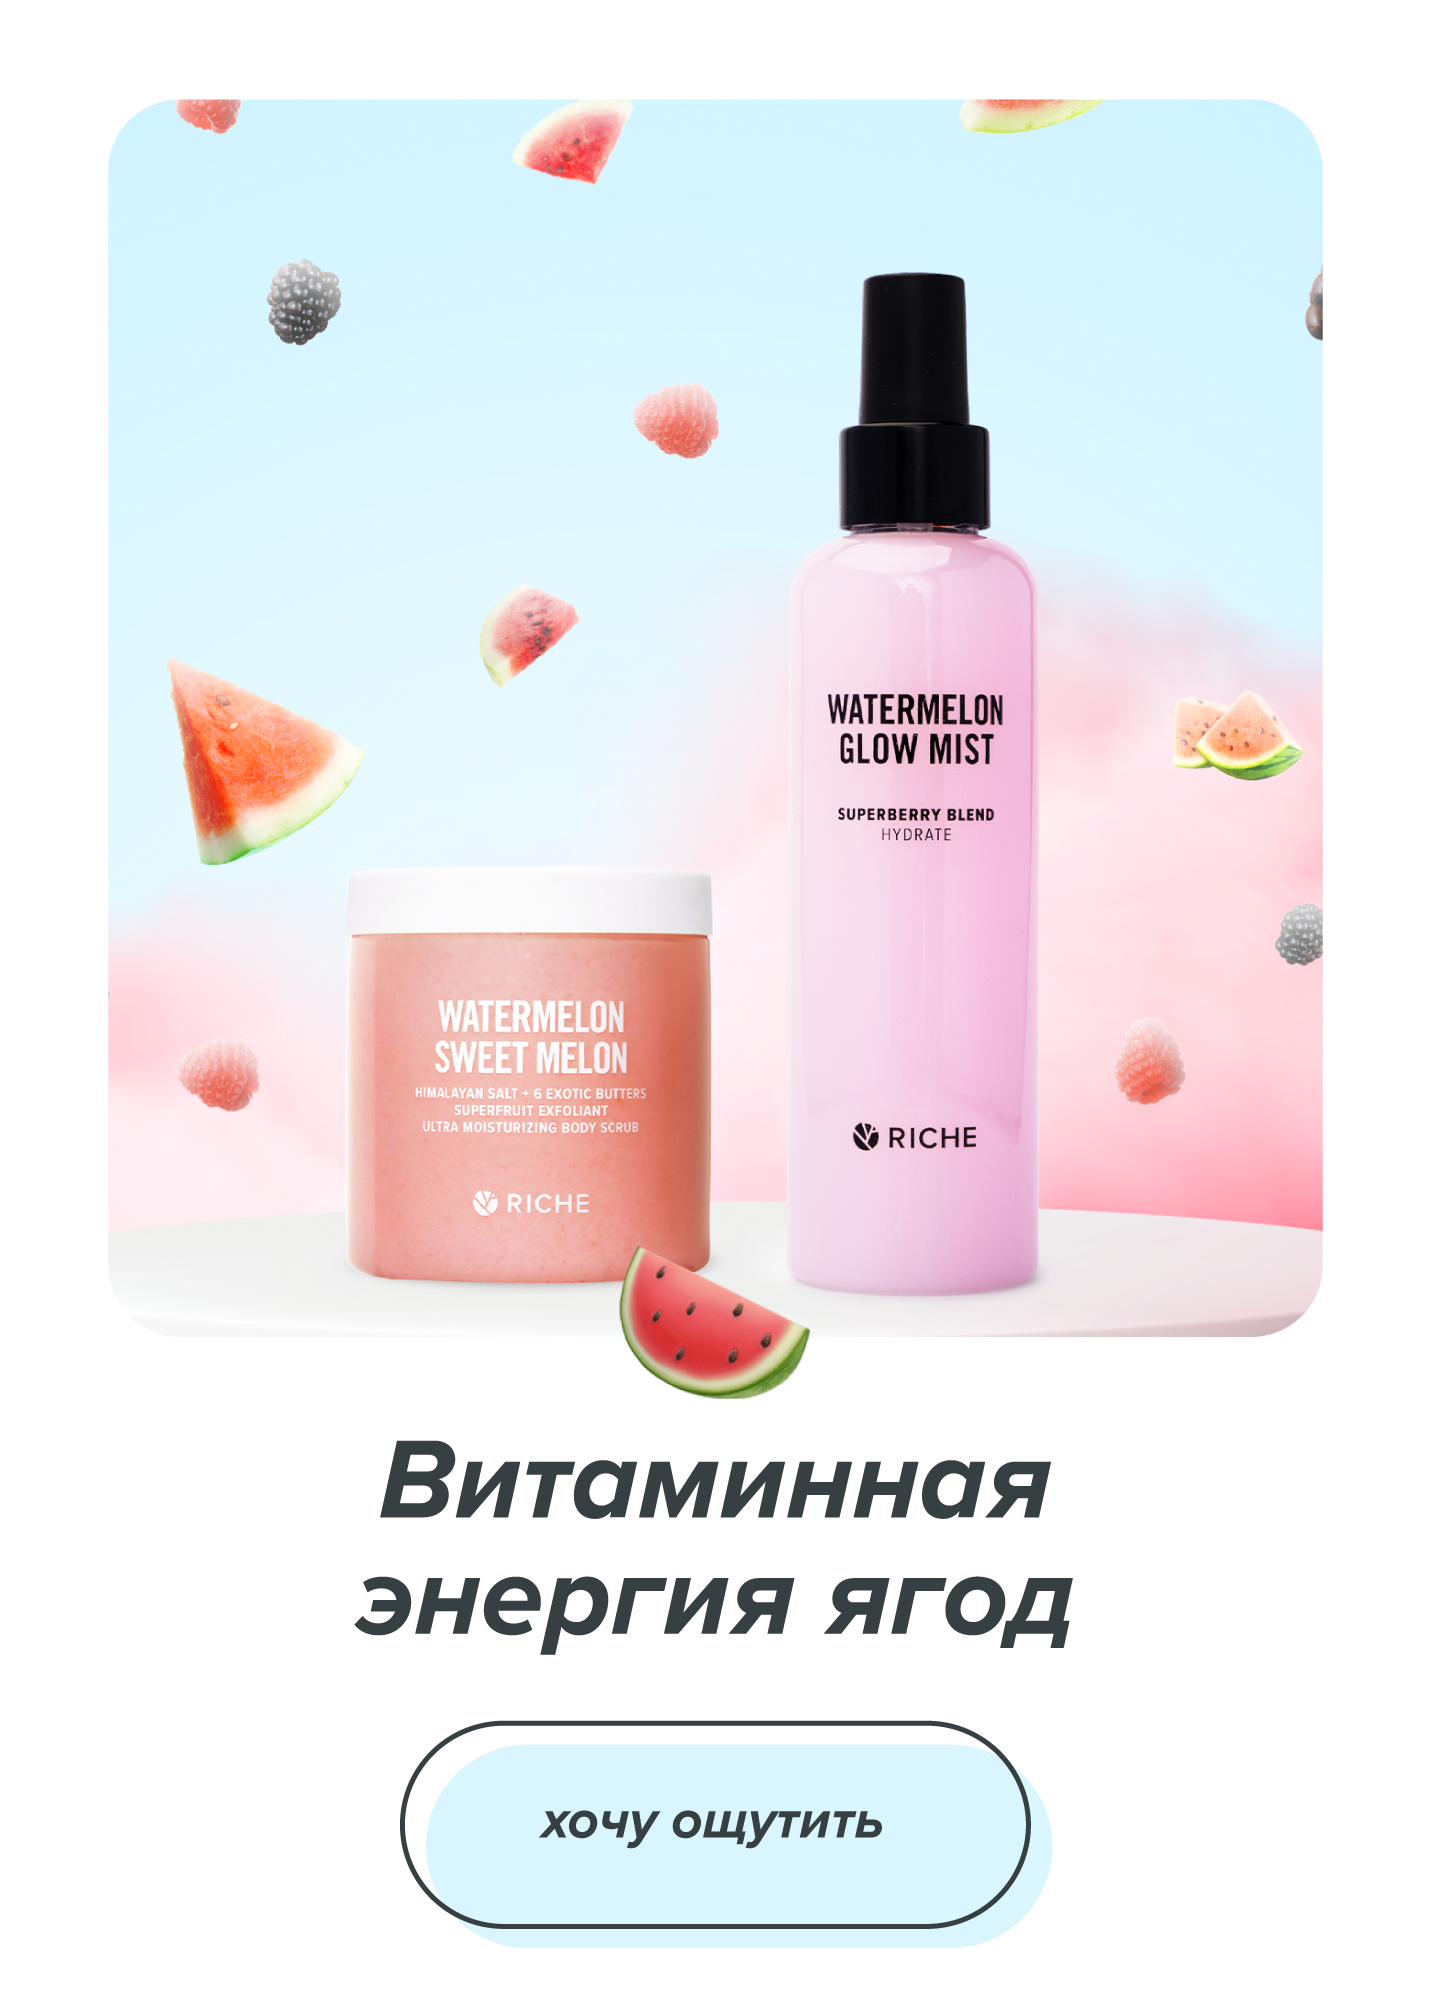 WATERMELON
GLOW MIST
SUPERBERRY BLEND
HYDRATE
RICHE
WATERMELON
SWEET MELON
HIMALAYAN SALT + 6 EXOTIC BUTTERS
SUPERFRUIT EXFOLIANT
ULTRA MOISTURIZING BODY SCRUB
RICHE
Витаминная
энергия ягод
хочу ощутить